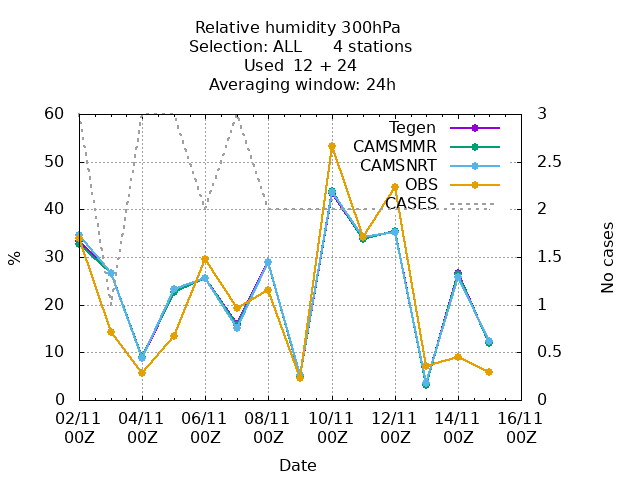 Relative humidity 300hPa
Selection: ALL      4 stations
Used  12 + 24
Averaging window: 24h
60 3
Tegen
CAMSMMR
50 2.5
CAMSNRT
OBS
CASES
40 2
30 1.5
%
No cases
20 1
10 0.5
0 0
02/11 04/11 06/11 08/11 10/11 12/11 14/11 16/11
00Z 00Z 00Z 00Z 00Z 00Z 00Z 00Z
Date